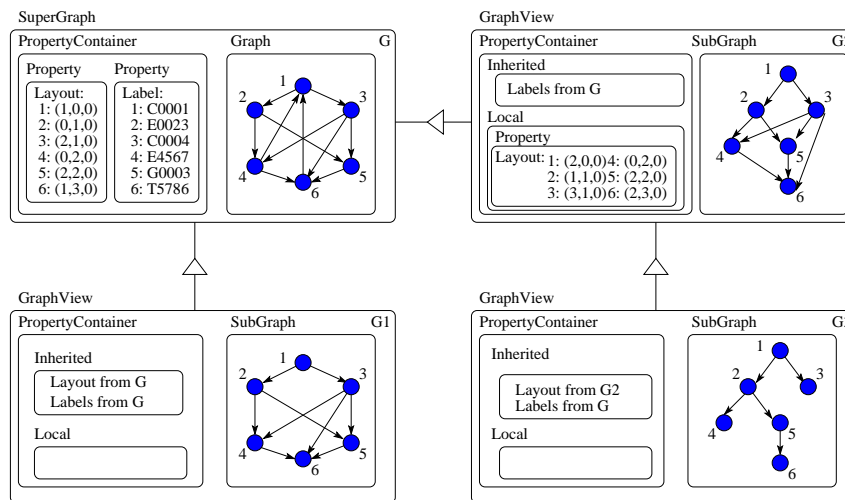 SuperGraph
PropertyContainer
Graph
G
Property
Property
Layout:
1: (1,0,0)
2: (0,1,0)
3: (2,1,0)
4: (0,2,0)
5: (2,2,0)
6: (1,3,0)
Label:
1: C0001
2: E0023
3: C0004
4: E4567
5: G0003
6: T5786
1
2
3
4
5
6
GraphView
PropertyContainer
SubGraph
Inherited
Labels from G
Local
Property
Layout: 1: (2,0,0)4: (0,2,0)
2: (1,1,0)5: (2,2,0)
3: (3,1,0)6: (2,3,0)
1
2
3
4
5
6
GraphView
PropertyContainer
SubGraph
G1
Inherited
Layout from G
Labels from G
Local
1
2
3
4
5
6
GraphView
PropertyContainer
SubGraph
Inherited
Layout from G2
Labels from G
Local
1
2
3
4
5
6